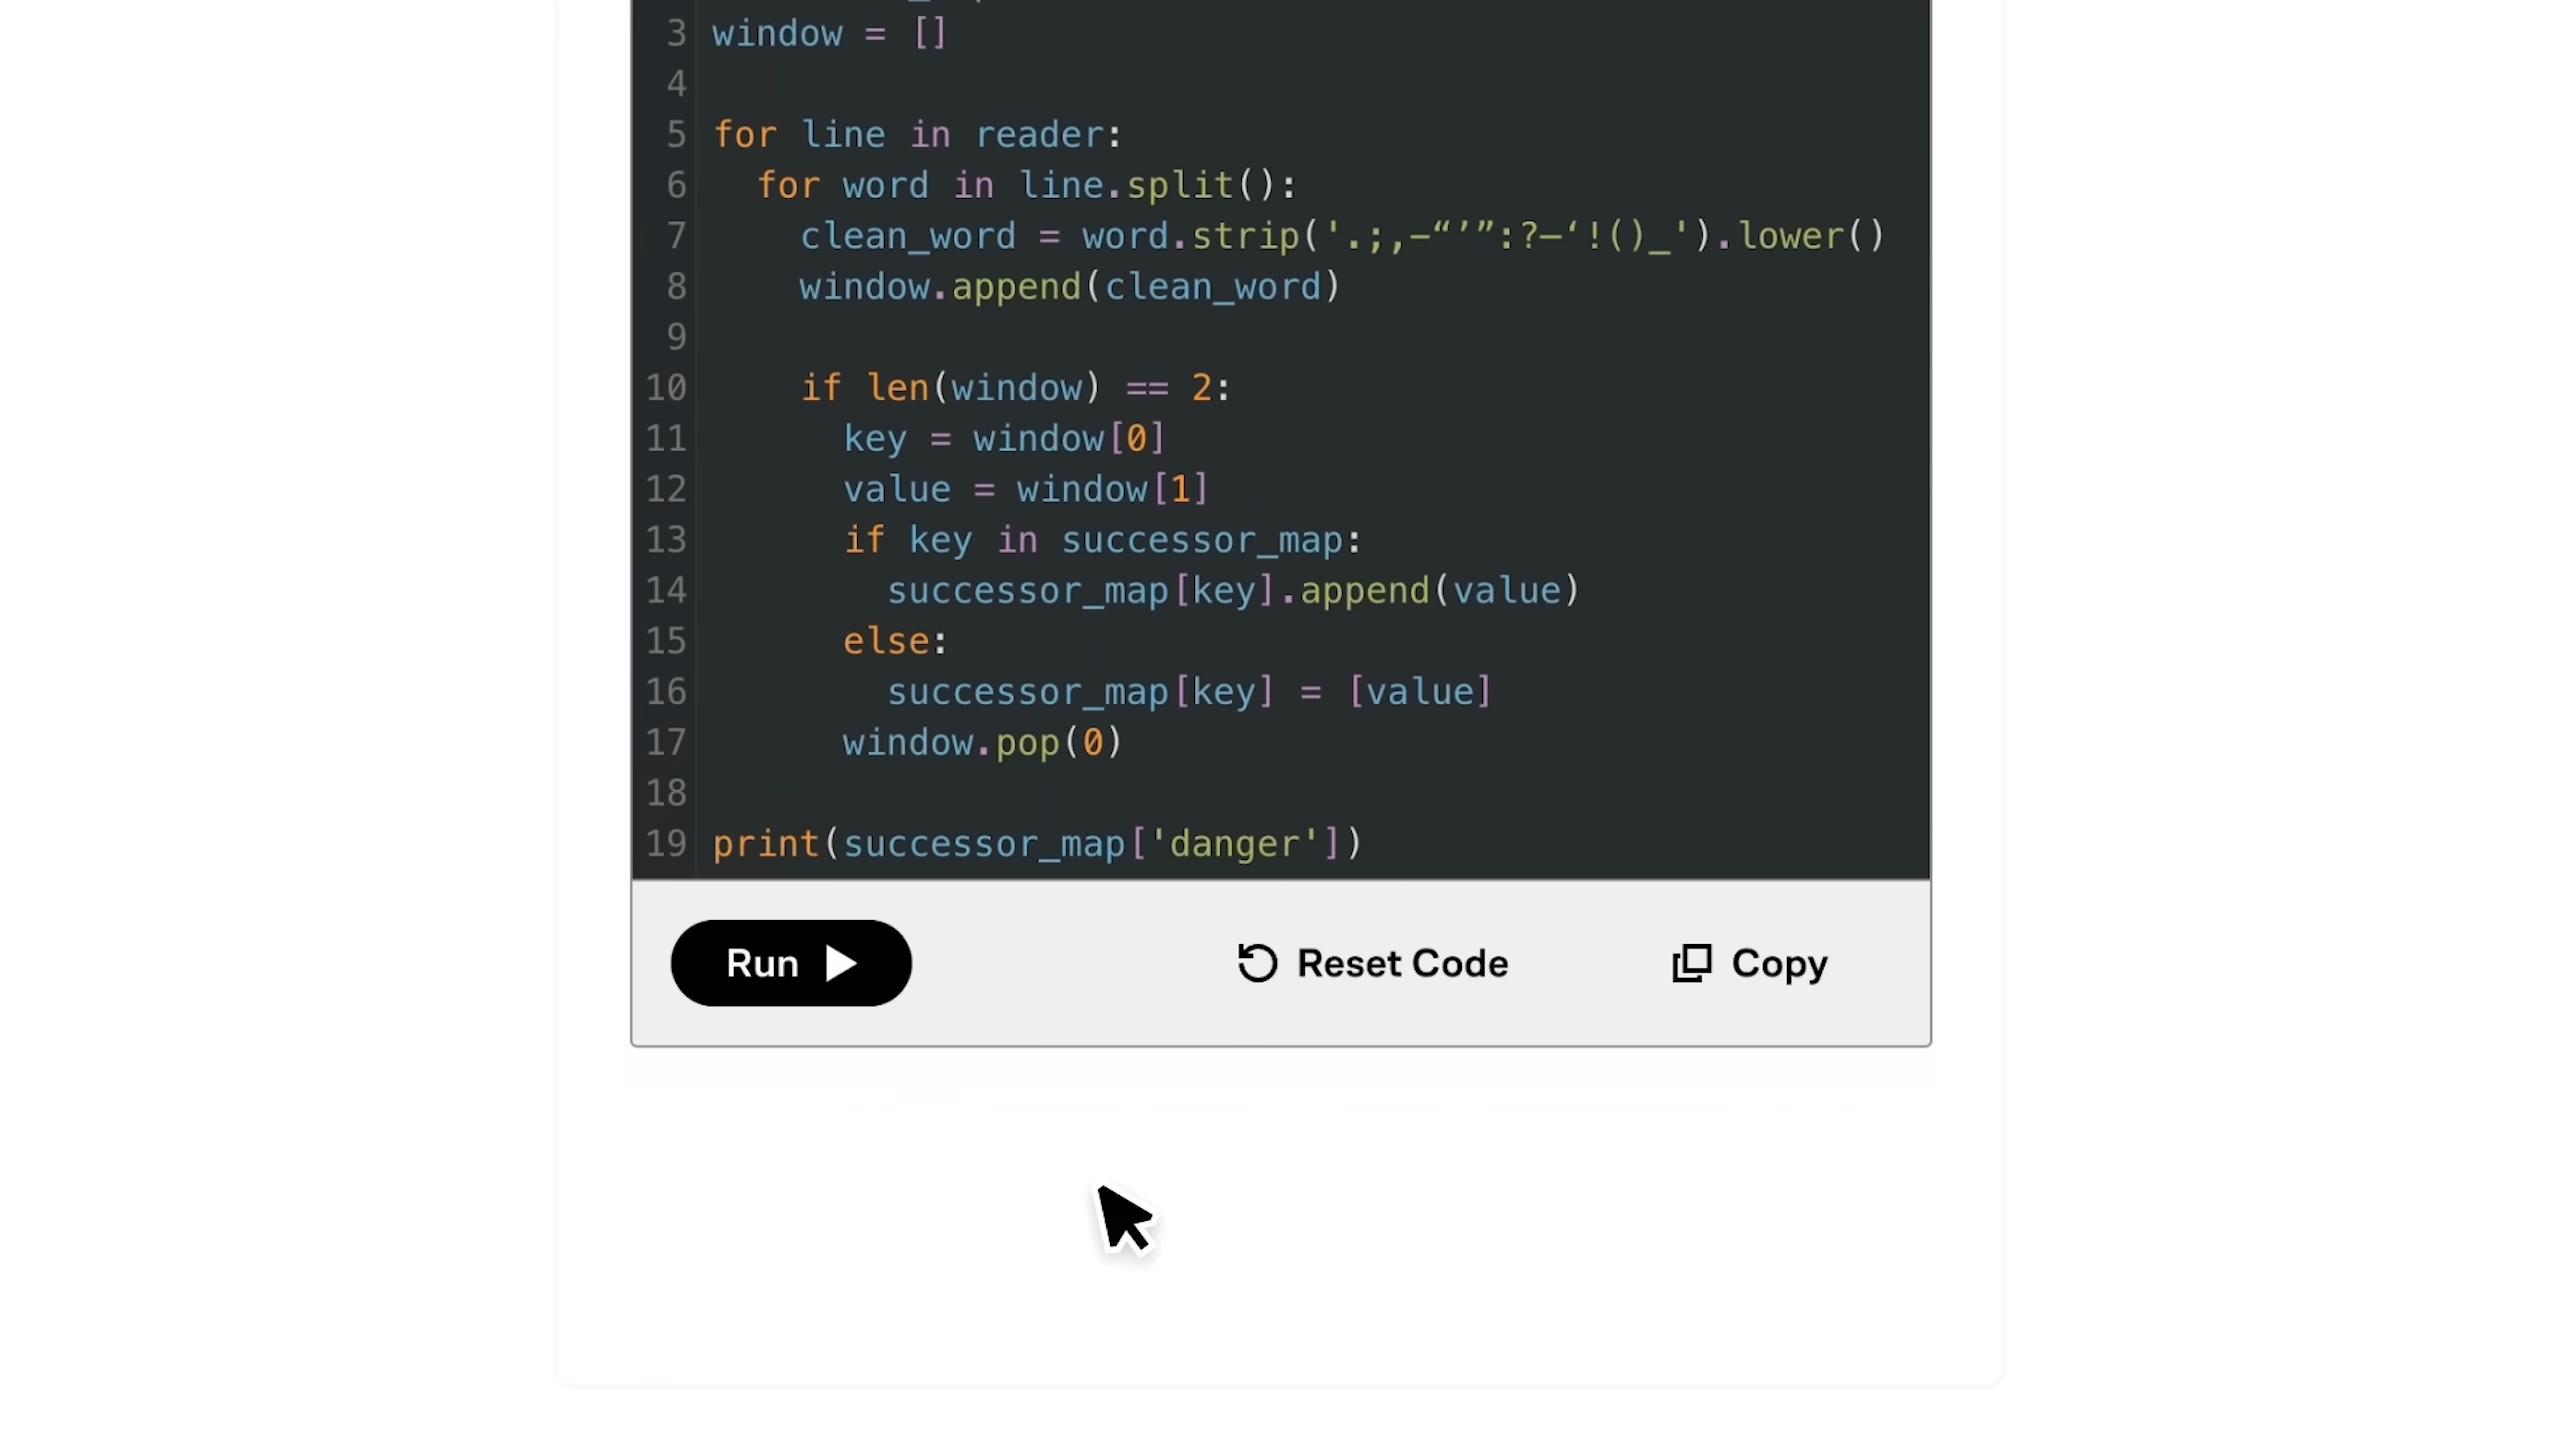 3 window = []
4
5 for line in reader:
6   for word in line.split():
7     clean_word = word.strip('.;,—“’”:?—‘!()_').lower()
8     window.append(clean_word)
9
10     if len(window) == 2:
11       key = window[0]
12       value = window[1]
13       if key in successor_map:
14         successor_map[key].append(value)
15       else:
16         successor_map[key] = [value]
17       window.pop(0)
18
19 print(successor_map['danger'])
Run Reset Code Copy